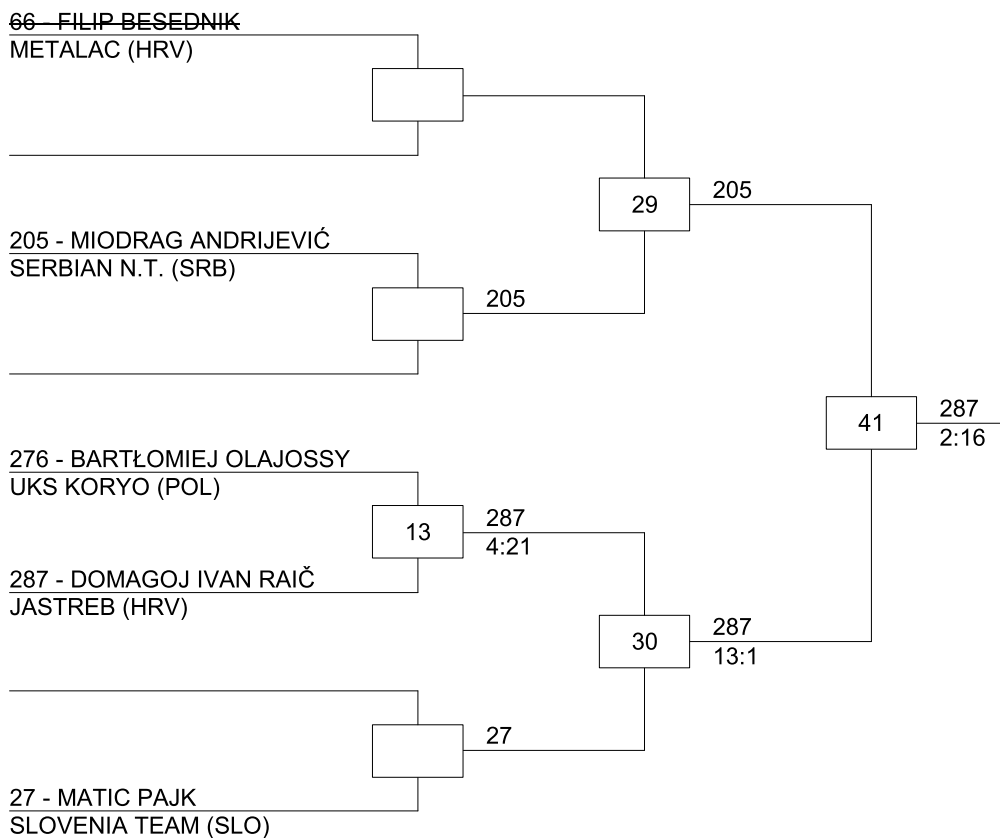 66 - FILIP BESEDNIK
METALAC (HRV)
29
205
205 - MIODRAG ANDRIJEVIĆ
SERBIAN N.T. (SRB)
205
41
287
2:16
276 - BARTŁOMIEJ OLAJOSSY
UKS KORYO (POL)
13
287
4:21
287 - DOMAGOJ IVAN RAIČ
JASTREB (HRV)
30
287
13:1
27
27 - MATIC PAJK
SLOVENIA TEAM (SLO)